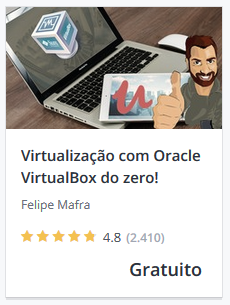 Virtualização com Oracle
VirtualBox do zero!
Felipe Mafra
4.8 (2.410)
Gratuito